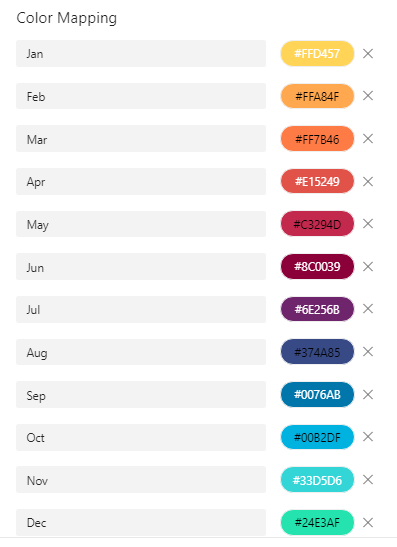 Color Mapping
Jan #FFD457
Feb #FFA84F
Mar #FF7B46
Apr #E15249
May #C3294D
Jun #8C0039
Jul #6E256B
Aug #374A85
Sep #0076AB
Oct #00B2DF
Nov #33D5D6
Dec #24E3AF